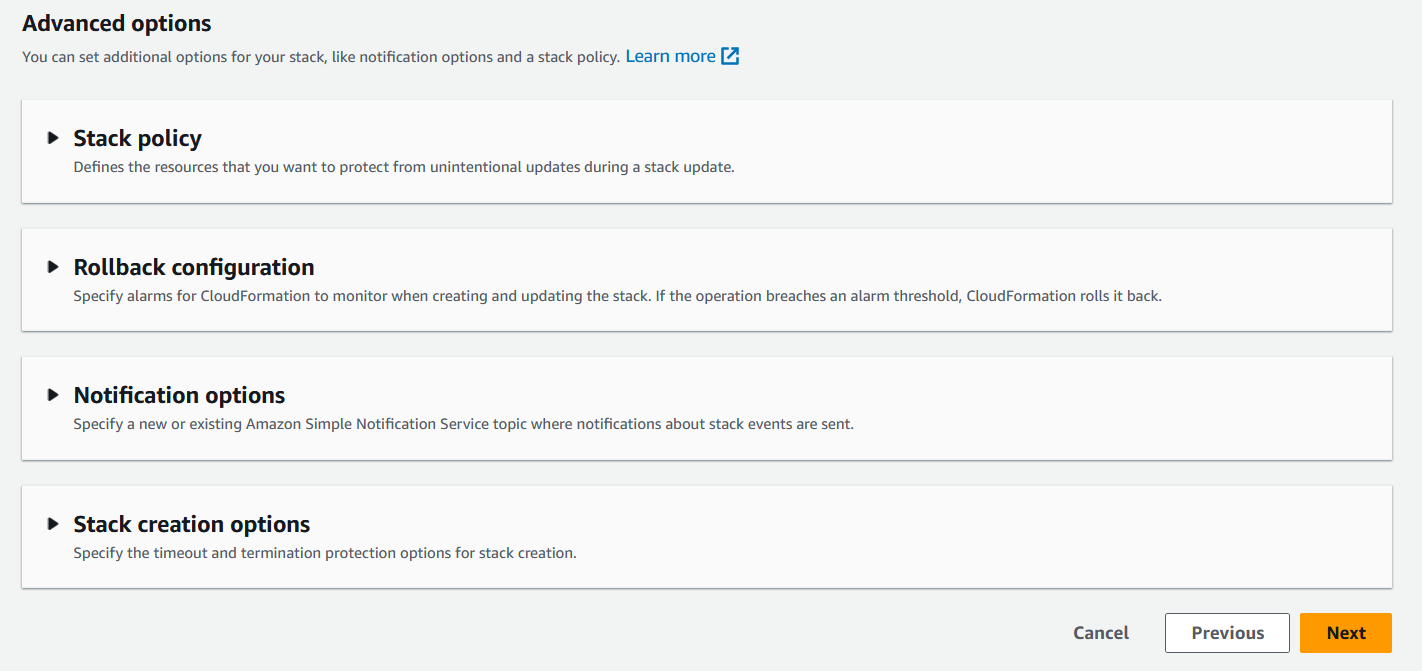 Advanced options
You can set additional options for your stack, like notification options and a stack policy. Learn more
Stack policy
Defines the resources that you want to protect from unintentional updates during a stack update.
Rollback configuration
Specify alarms for CloudFormation to monitor when creating and updating the stack. If the operation breaches an alarm threshold, CloudFormation rolls it back.
Notification options
Specify a new or existing Amazon Simple Notification Service topic where notifications about stack events are sent.
Stack creation options
Specify the timeout and termination protection options for stack creation.
Cancel Previous Next